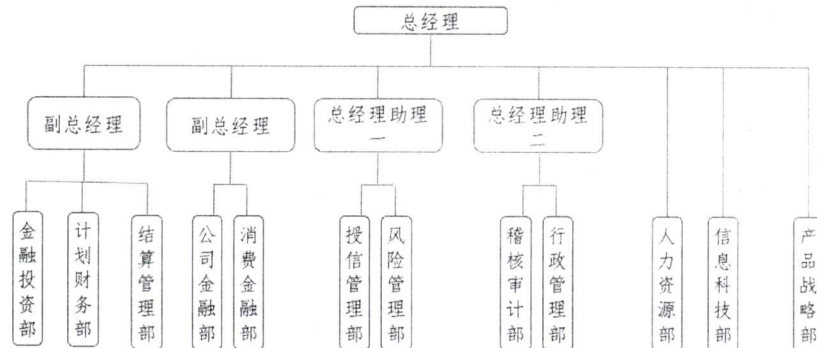 总经理
副总经理
副总经理
总经理助理
一
总经理助理
二
金融投资部
计划财务部
结算管理部
公司金融部
消费金融部
授信管理部
风险管理部
稽核审计部
行政管理部
人力资源部
信息科技部
产品战略部